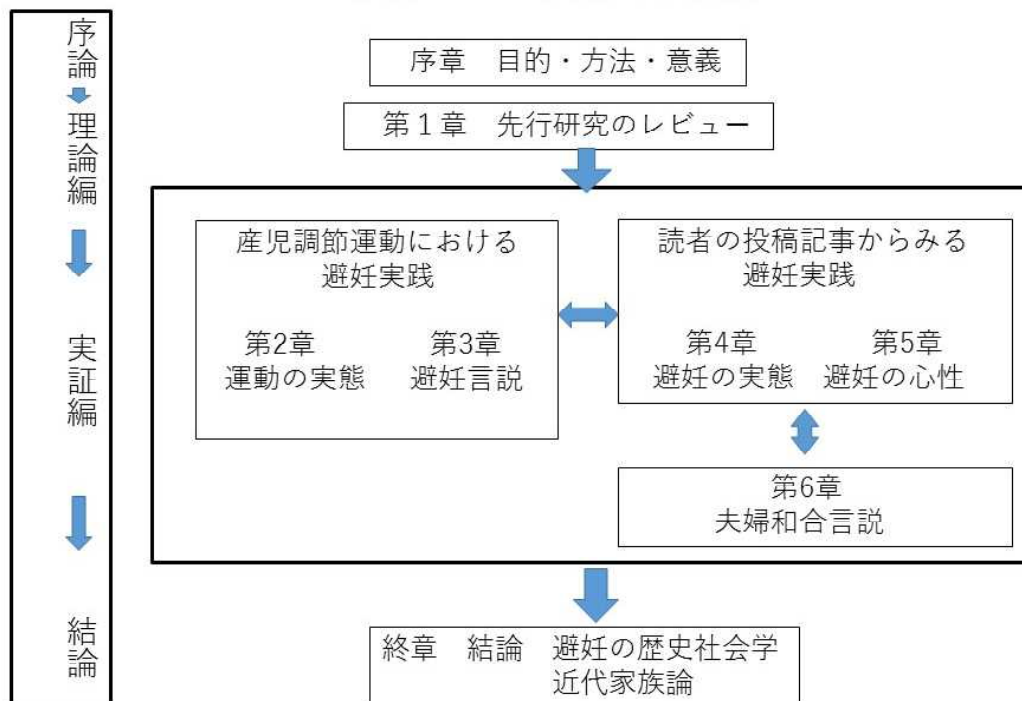 序論
理論編
実証編
結論
序章　目的・方法・意義
第１章　先行研究のレビュー
産児調節運動における
避妊実践
第2章
運動の実態
第3章
避妊言説
読者の投稿記事からみる
避妊実践
第4章
避妊の実態
第5章
避妊の心性
第6章
夫婦和合言説
終章　結論　避妊の歴史社会学
近代家族論